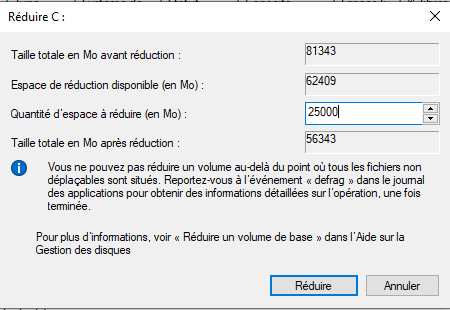 Réduire C :
Taille totale en Mo avant réduction :
81343
Espace de réduction disponible (en Mo) :
62409
Quantité d'espace à réduire (en Mo) :
25000
Taille totale en Mo après réduction :
56343
Vous ne pouvez pas réduire un volume au-delà du point où tous les fichiers non
déplaçables sont situés. Reportez-vous à l'événement « defrag » dans le journal
des applications pour obtenir des informations détaillées sur l'opération, une fois
terminée.
Pour plus d'informations, voir « Réduire un volume de base » dans l'Aide sur la
Gestion des disques
Réduire
Annuler